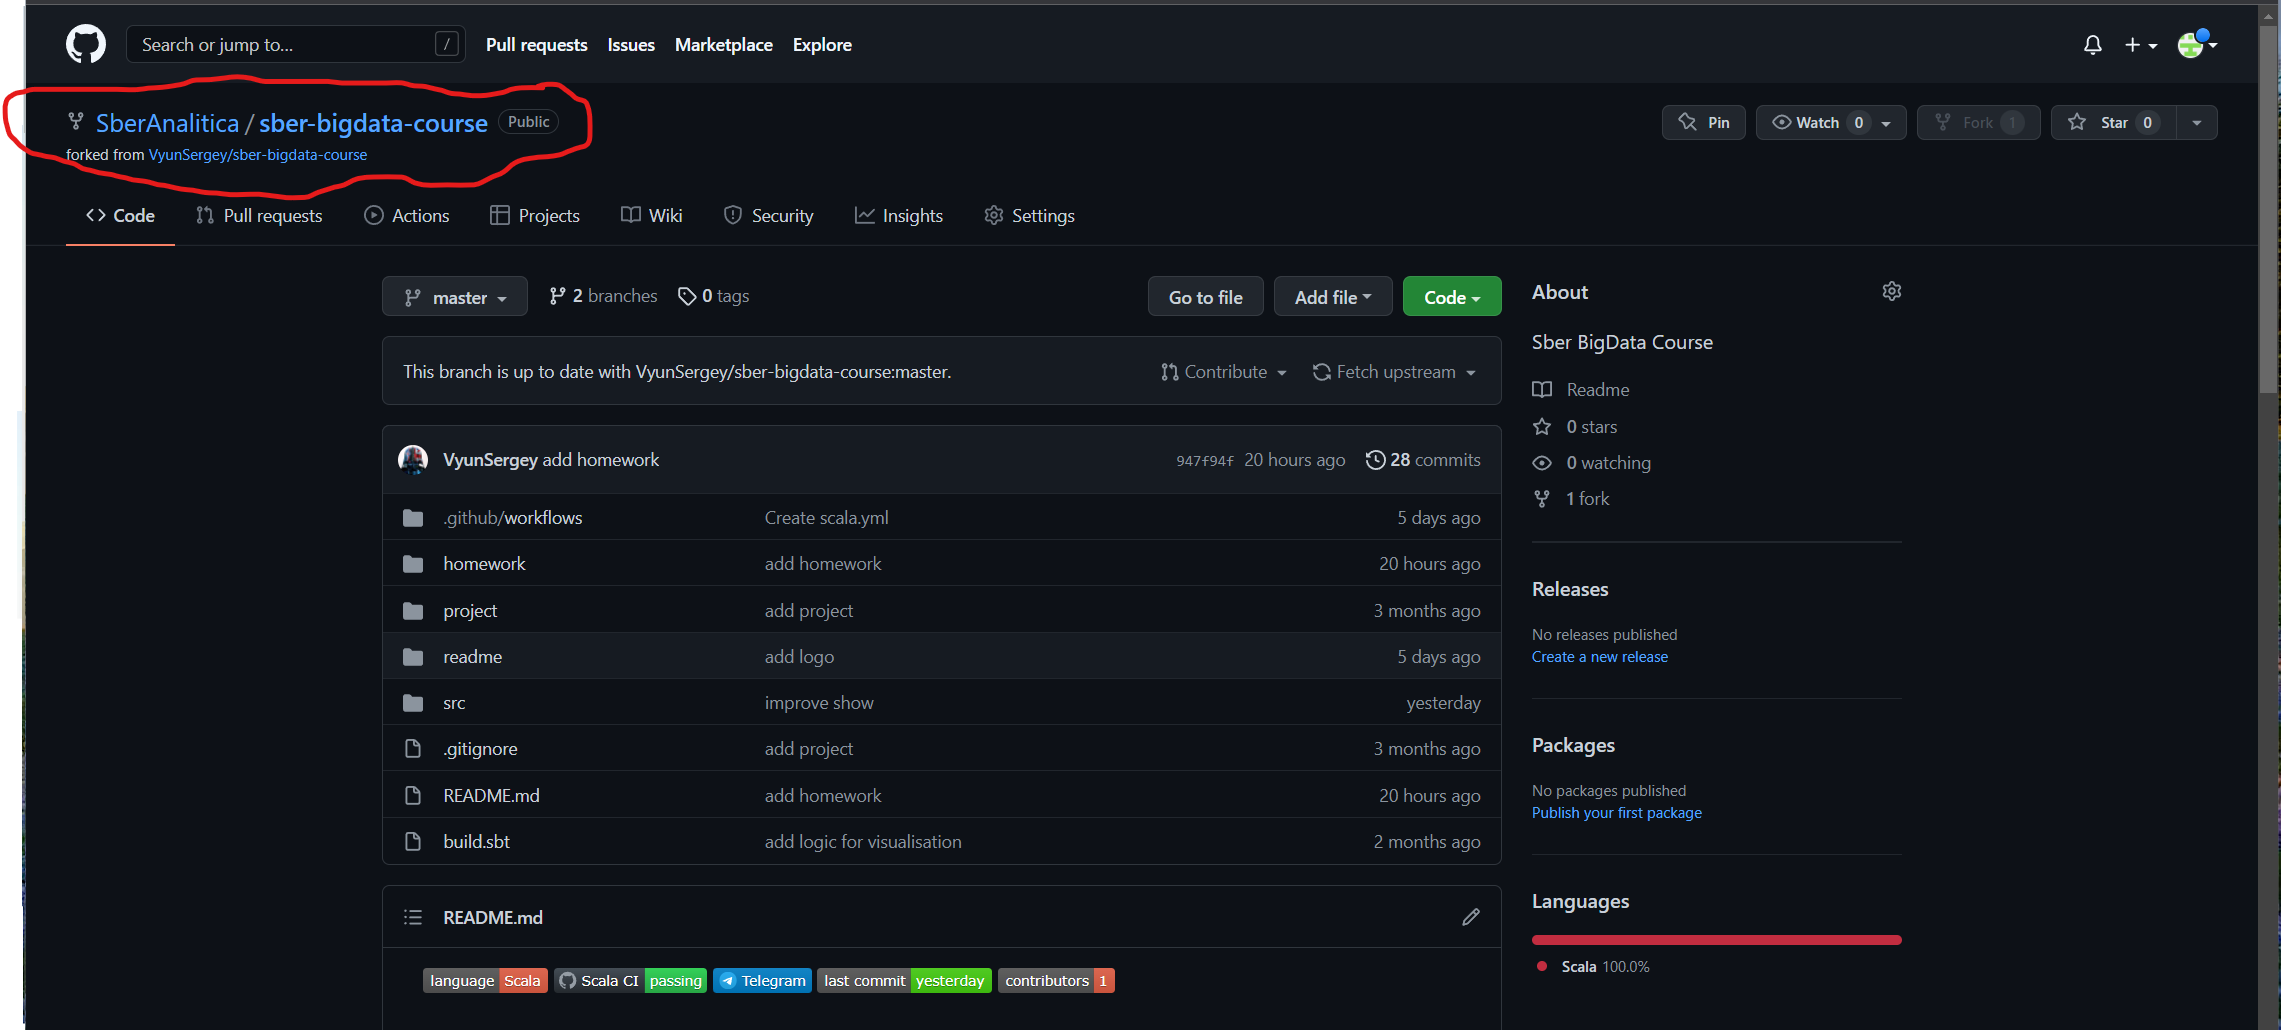 Search or jump to... / Pull requests Issues Marketplace Explore
SberAnalitica / sber-bigdata-course Public
forked from VyunSergey/sber-bigdata-course
Pin Watch 0 Fork 1 Star 0
Code Pull requests Actions Projects Wiki Security Insights Settings
master 2 branches 0 tags Go to file Add file Code
This branch is up to date with VyunSergey/sber-bigdata-course:master. Contribute Fetch upstream
VyunSergey add homework 947f94f 20 hours ago 28 commits
.github/workflows Create scala.yml 5 days ago
homework add homework 20 hours ago
project add project 3 months ago
readme add logo 5 days ago
src improve show yesterday
.gitignore add project 3 months ago
README.md add homework 20 hours ago
build.sbt add logic for visualisation 2 months ago
README.md
language Scala Scala CI passing Telegram last commit yesterday contributors 1
About
Sber BigData Course
Readme
0 stars
0 watching
1 fork
Releases
No releases published
Create a new release
Packages
No packages published
Publish your first package
Languages
Scala 100.0%